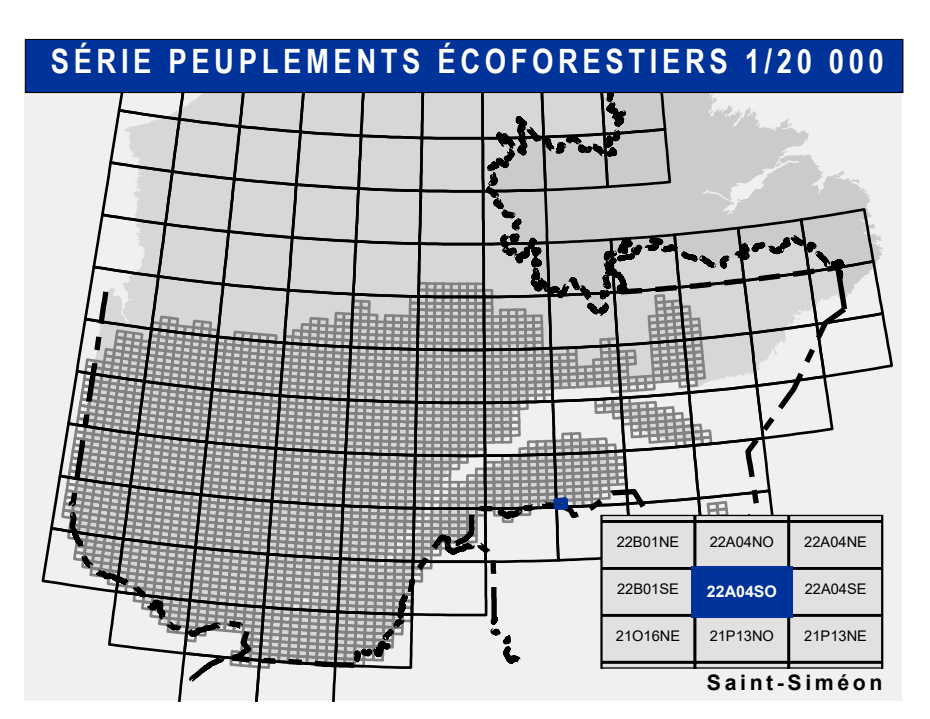 SÉRIE PEUPLEMENTS ÉCOFORESTIERS 1/20 000
22B01NE 22A04NO 22A04NE
22B01SE 22A04SO 22A04SE
21O16NE 21P13NO 21P13NE
Saint-Siméon